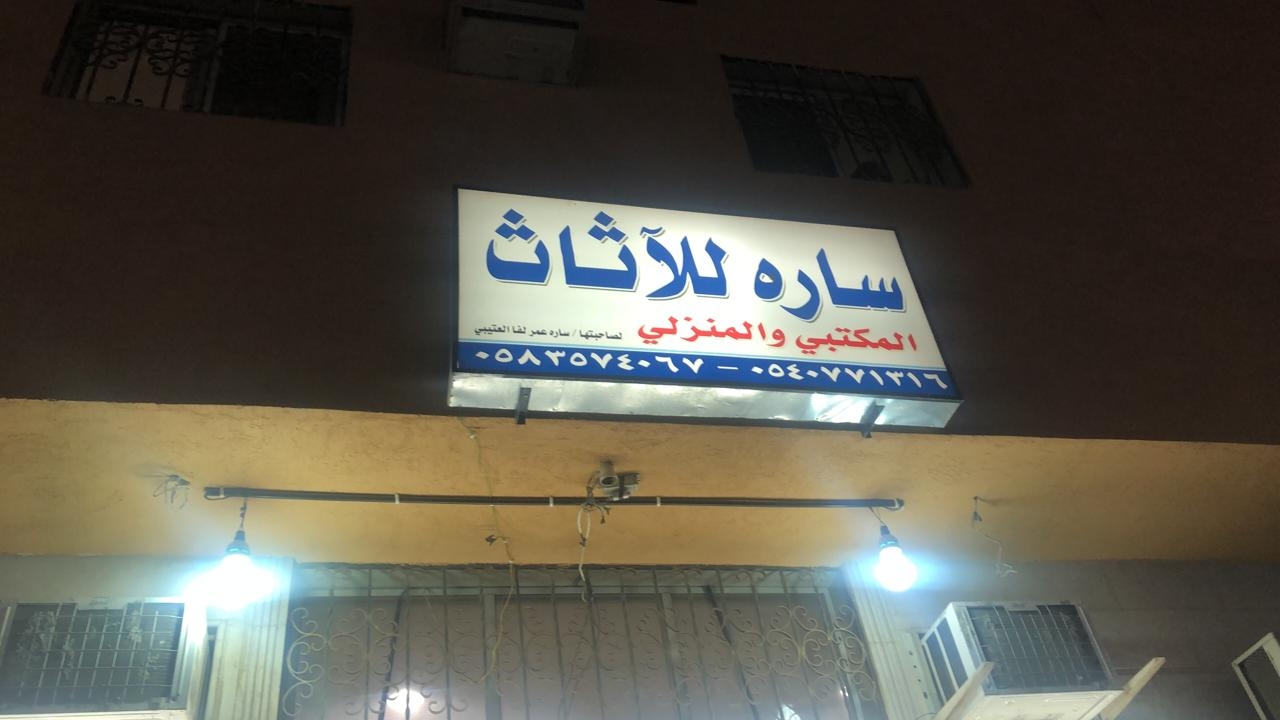 ساره للآثاث
المكتبي والمنزلي لصاحبتها / ساره عمر لفا العتيبي
٠٥٨٣٥٧٤٠٦٧ – ٠٥٤٠٧٧١٣١٦